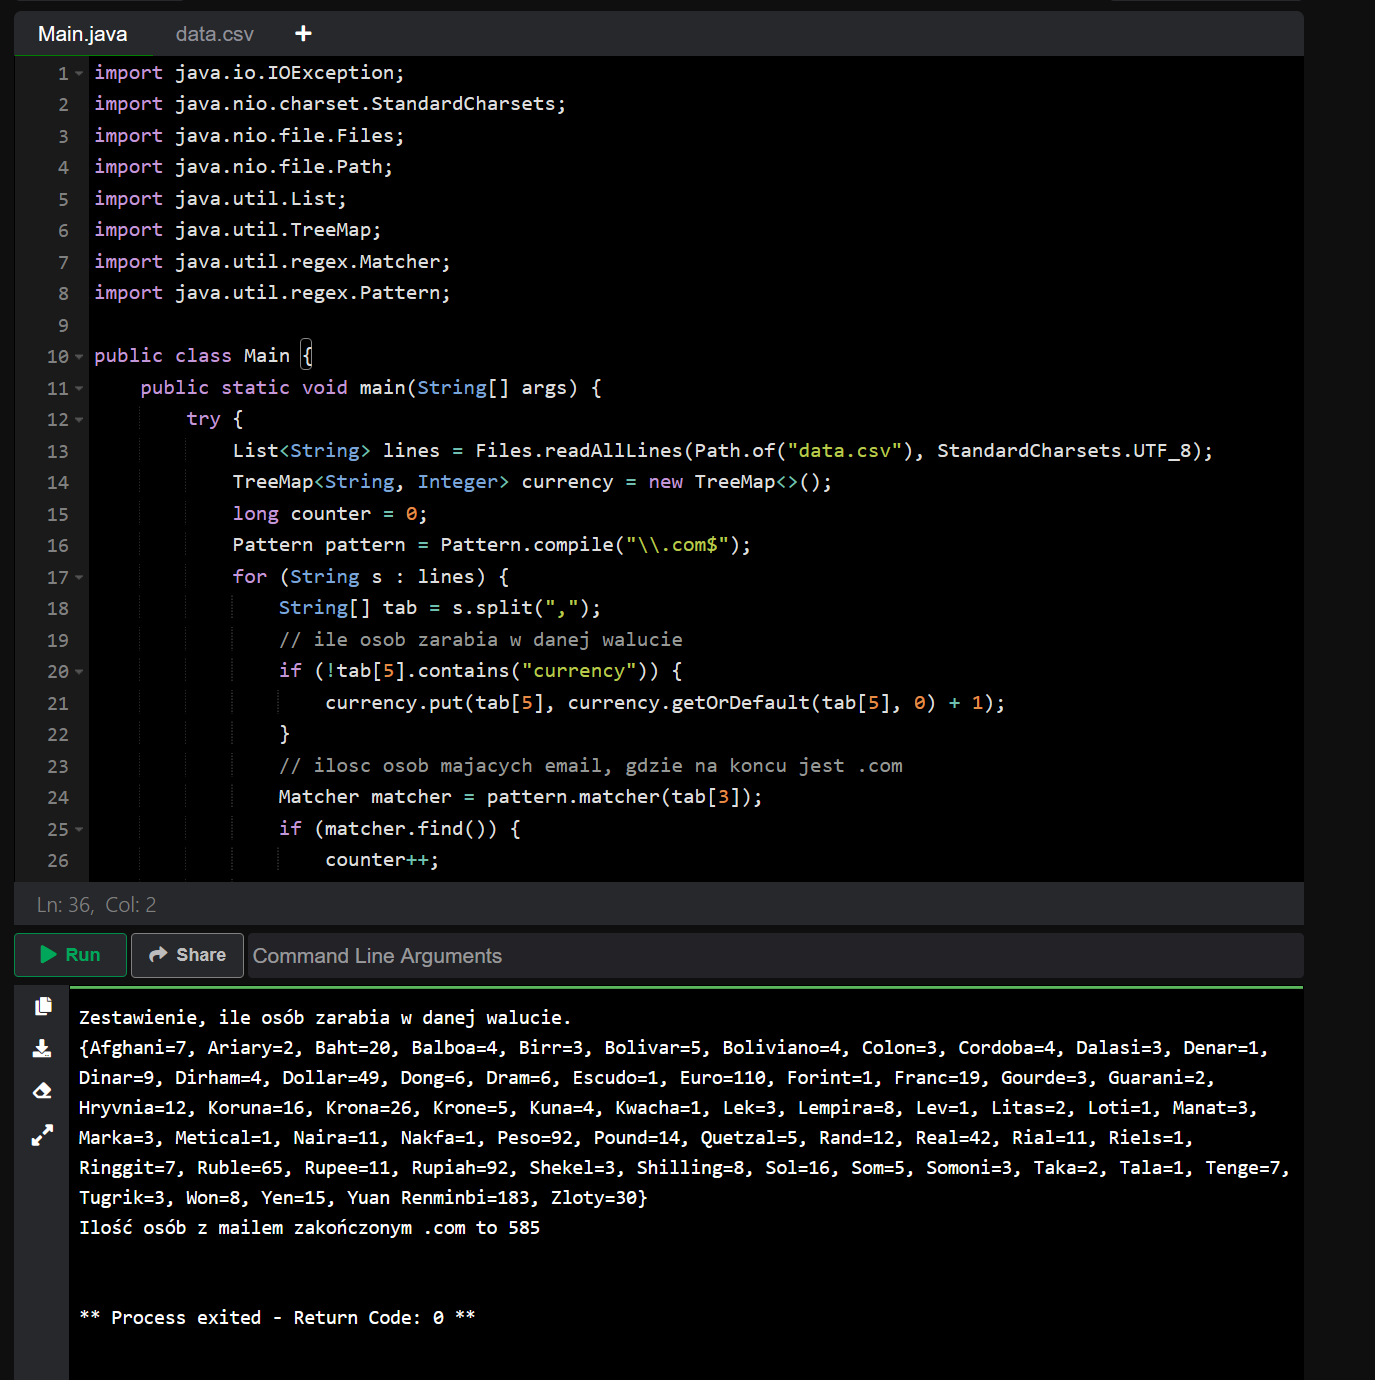 Main.java data.csv +
1 import java.io.IOException;
2 import java.nio.charset.StandardCharsets;
3 import java.nio.file.Files;
4 import java.nio.file.Path;
5 import java.util.List;
6 import java.util.TreeMap;
7 import java.util.regex.Matcher;
8 import java.util.regex.Pattern;
9
10 public class Main {
11 public static void main(String[] args) {
12 try {
13 List<String> lines = Files.readAllLines(Path.of("data.csv"), StandardCharsets.UTF_8);
14 TreeMap<String, Integer> currency = new TreeMap<>();
15 long counter = 0;
16 Pattern pattern = Pattern.compile("\\.com$");
17 for (String s : lines) {
18 String[] tab = s.split(",");
19 // ile osob zarabia w danej walucie
20 if (!tab[5].contains("currency")) {
21 currency.put(tab[5], currency.getOrDefault(tab[5], 0) + 1);
22 }
23 // ilosc osob majacych email, gdzie na koncu jest .com
24 Matcher matcher = pattern.matcher(tab[3]);
25 if (matcher.find()) {
26 counter++;
Ln: 36, Col: 2
Run Share Command Line Arguments
Zestawienie, ile osób zarabia w danej walucie.
{Afghani=7, Ariary=2, Baht=20, Balboa=4, Birr=3, Bolivar=5, Boliviano=4, Colon=3, Cordoba=4, Dalasi=3, Denar=1,
Dinar=9, Dirham=4, Dollar=49, Dong=6, Dram=6, Escudo=1, Euro=110, Forint=1, Franc=19, Gourde=3, Guarani=2,
Hryvnia=12, Koruna=16, Krona=26, Krone=5, Kuna=4, Kwacha=1, Lek=3, Lempira=8, Lev=1, Litas=2, Loti=1, Manat=3,
Marka=3, Metical=1, Naira=11, Nakfa=1, Peso=92, Pound=14, Quetzal=5, Rand=12, Real=42, Rial=11, Riels=1,
Ringgit=7, Ruble=65, Rupee=11, Rupiah=92, Shekel=3, Shilling=8, Sol=16, Som=5, Somoni=3, Taka=2, Tala=1, Tenge=7,
Tugrik=3, Won=8, Yen=15, Yuan Renminbi=183, Zloty=30}
Ilość osób z mailem zakończonym .com to 585
** Process exited - Return Code: 0 **